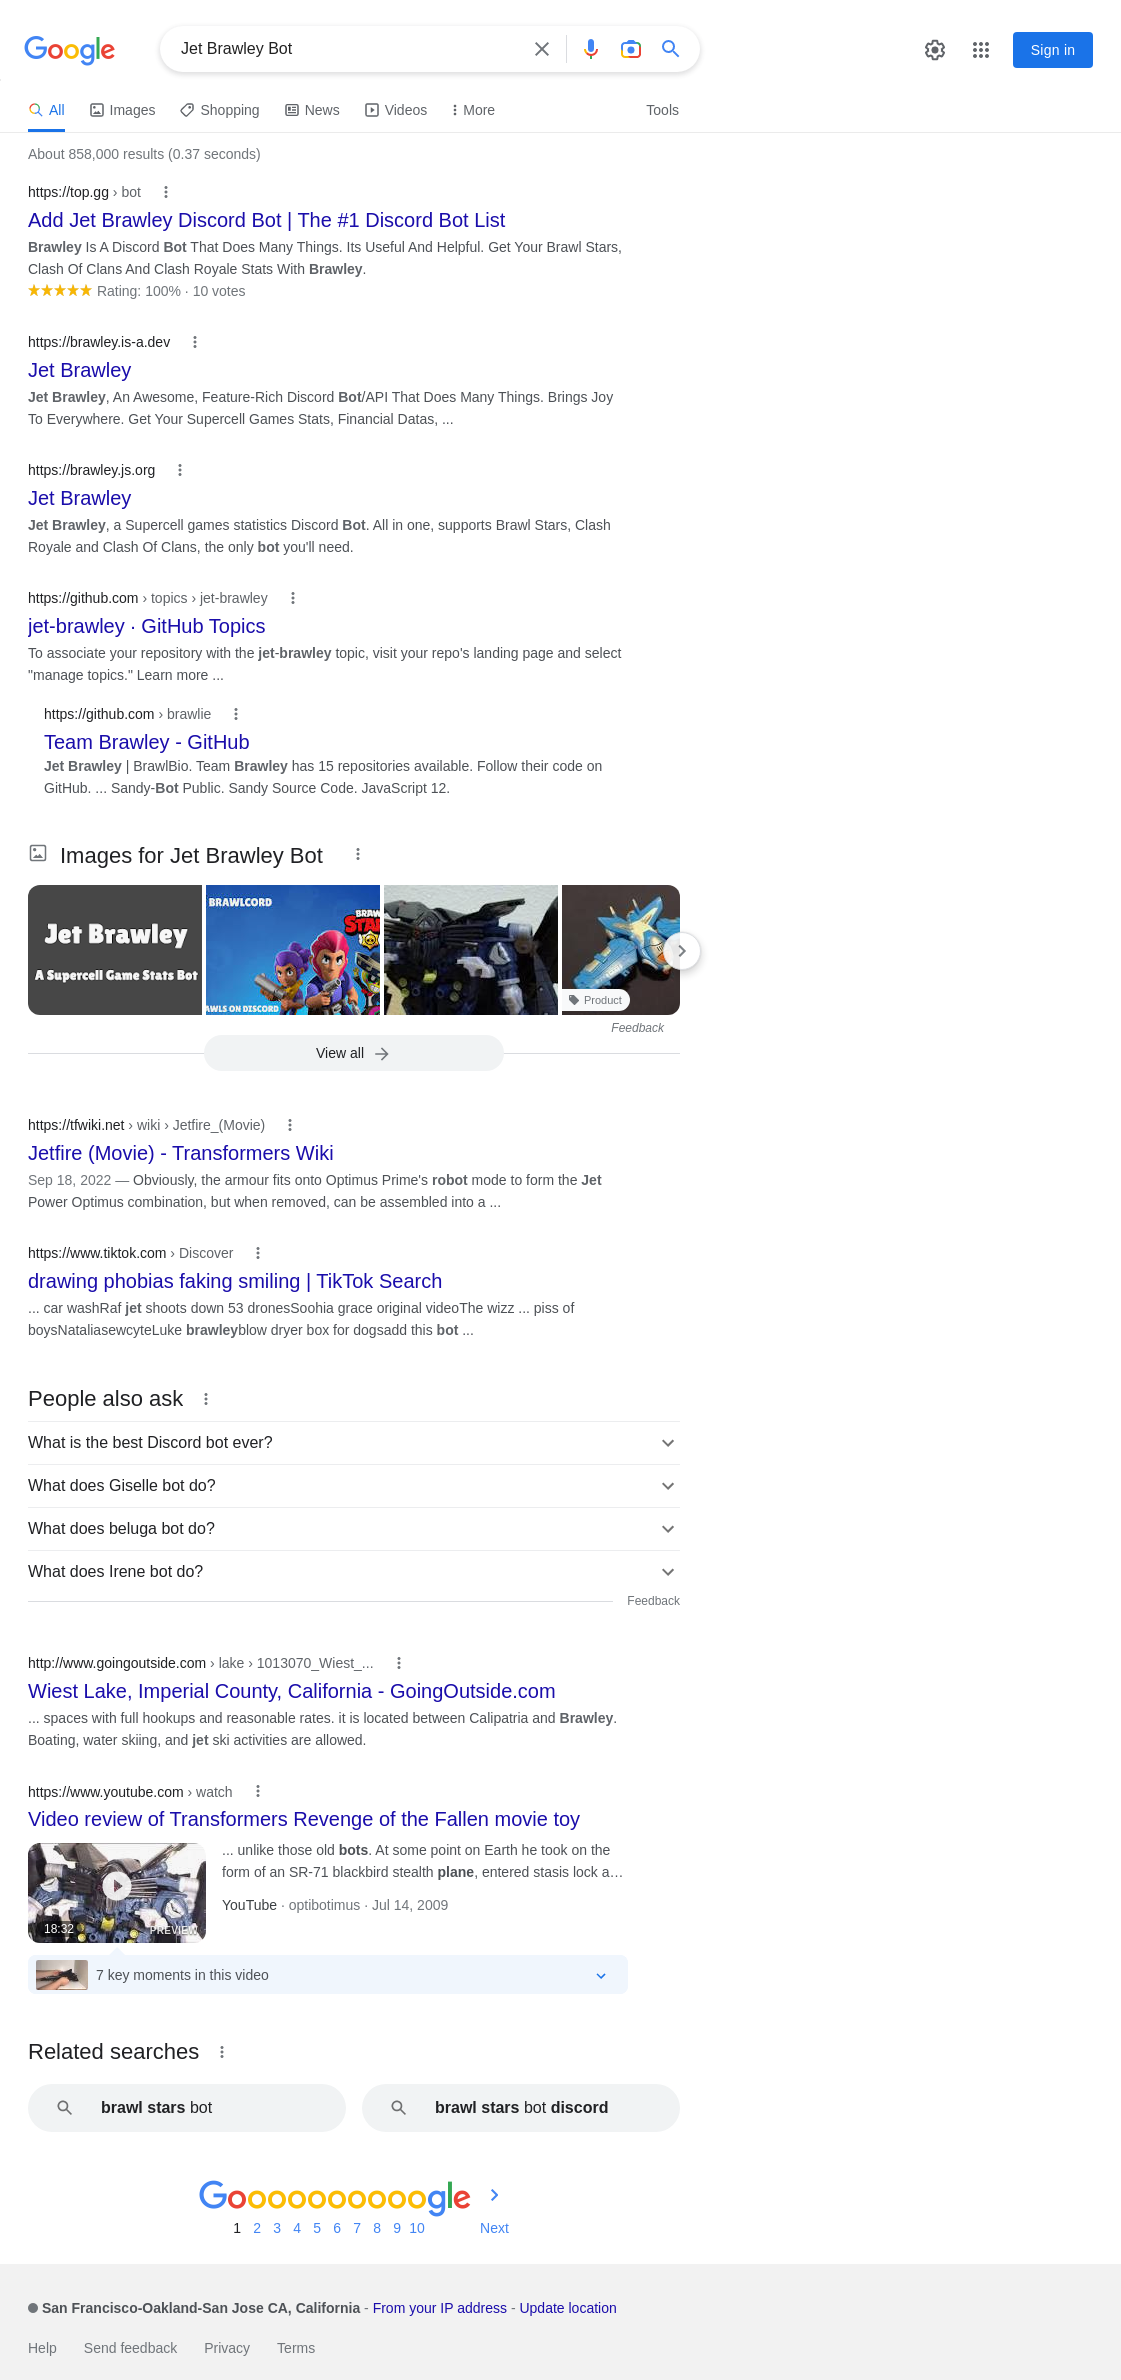 Google
Jet Brawley Bot
Sign in
All
Images
Shopping
News
Videos
More
Tools
About 858,000 results (0.37 seconds)
https://top.gg › bot
Add Jet Brawley Discord Bot | The #1 Discord Bot List
Brawley Is A Discord Bot That Does Many Things. Its Useful And Helpful. Get Your Brawl Stars,
Clash Of Clans And Clash Royale Stats With Brawley.
Rating: 100% · 10 votes
https://brawley.is-a.dev
Jet Brawley
Jet Brawley, An Awesome, Feature-Rich Discord Bot/API That Does Many Things. Brings Joy
To Everywhere. Get Your Supercell Games Stats, Financial Datas, ...
https://brawley.js.org
Jet Brawley
Jet Brawley, a Supercell games statistics Discord Bot. All in one, supports Brawl Stars, Clash
Royale and Clash Of Clans, the only bot you'll need.
https://github.com › topics › jet-brawley
jet-brawley · GitHub Topics
To associate your repository with the jet-brawley topic, visit your repo's landing page and select
"manage topics." Learn more ...
https://github.com › brawlie
Team Brawley - GitHub
Jet Brawley | BrawlBio. Team Brawley has 15 repositories available. Follow their code on
GitHub. ... Sandy-Bot Public. Sandy Source Code. JavaScript 12.
Images for Jet Brawley Bot
Jet Brawley
A Supercell Game Stats Bot
BRAWLCORD
BRAW
STA
AWLS ON DISCORD
Product
Feedback
View all
https://tfwiki.net › wiki › Jetfire_(Movie)
Jetfire (Movie) - Transformers Wiki
Sep 18, 2022 — Obviously, the armour fits onto Optimus Prime's robot mode to form the Jet
Power Optimus combination, but when removed, can be assembled into a ...
https://www.tiktok.com › Discover
drawing phobias faking smiling | TikTok Search
... car washRaf jet shoots down 53 dronesSoohia grace original videoThe wizz ... piss of
boysNataliasewcyteLuke brawleyblow dryer box for dogsadd this bot ...
People also ask
What is the best Discord bot ever?
What does Giselle bot do?
What does beluga bot do?
What does Irene bot do?
Feedback
http://www.goingoutside.com › lake › 1013070_Wiest_...
Wiest Lake, Imperial County, California - GoingOutside.com
... spaces with full hookups and reasonable rates. it is located between Calipatria and Brawley.
Boating, water skiing, and jet ski activities are allowed.
https://www.youtube.com › watch
Video review of Transformers Revenge of the Fallen movie toy
18:32
PREVIEW
... unlike those old bots. At some point on Earth he took on the
form of an SR-71 blackbird stealth plane, entered stasis lock a…
YouTube · optibotimus · Jul 14, 2009
7 key moments in this video
Related searches
brawl stars bot
brawl stars bot discord
Goooooooooogle
1 2 3 4 5 6 7 8 9 10 Next
San Francisco-Oakland-San Jose CA, California - From your IP address - Update location
Help
Send feedback
Privacy
Terms